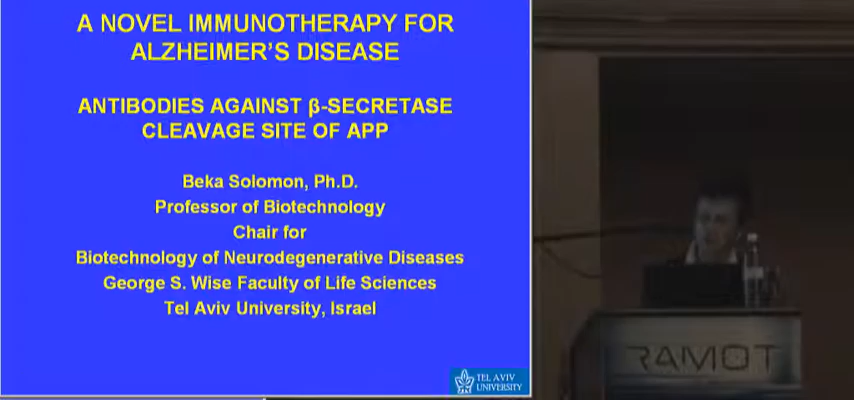 A NOVEL IMMUNOTHERAPY FOR
ALZHEIMER'S DISEASE
ANTIBODIES AGAINST β-SECRETASE
CLEAVAGE SITE OF APP
Beka Solomon, Ph.D.
Professor of Biotechnology
Chair for
Biotechnology of Neurodegenerative Diseases
George S. Wise Faculty of Life Sciences
Tel Aviv University, Israel
TEL AVIV
UNIVERSITY
RAMOT